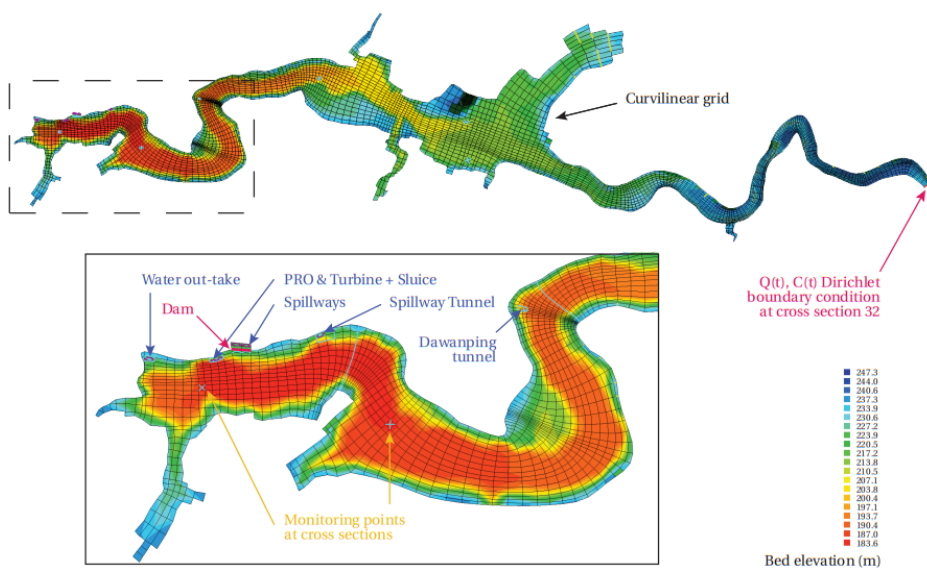 Curvilinear grid
Q(t), C(t) Dirichlet
boundary condition
at cross section 32
Water out-take
PRO & Turbine + Sluice
Dam
Spillways
Spillway Tunnel
Dawanping
tunnel
Monitoring points
at cross sections
247.3
244.0
240.6
237.3
233.9
230.6
227.2
223.9
220.5
217.2
213.8
210.5
207.1
203.8
200.4
197.1
193.7
190.4
187.0
183.6
Bed elevation (m)